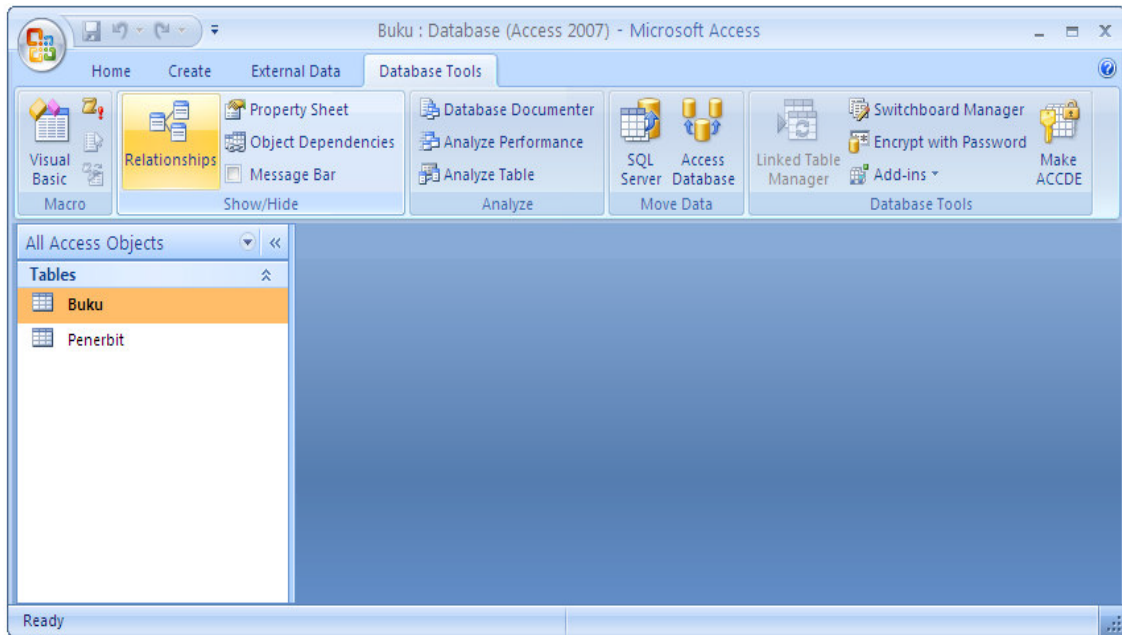 Buku : Database (Access 2007) - Microsoft Access
Home Create External Data Database Tools
Visual Basic
Macro
Relationships
Property Sheet
Object Dependencies
Message Bar
Show/Hide
Database Documenter
Analyze Performance
Analyze Table
Analyze
SQL Server
Access Database
Move Data
Linked Table Manager
Switchboard Manager
Encrypt with Password
Add-ins
Make ACCDE
Database Tools
All Access Objects
Tables
Buku
Penerbit
Ready